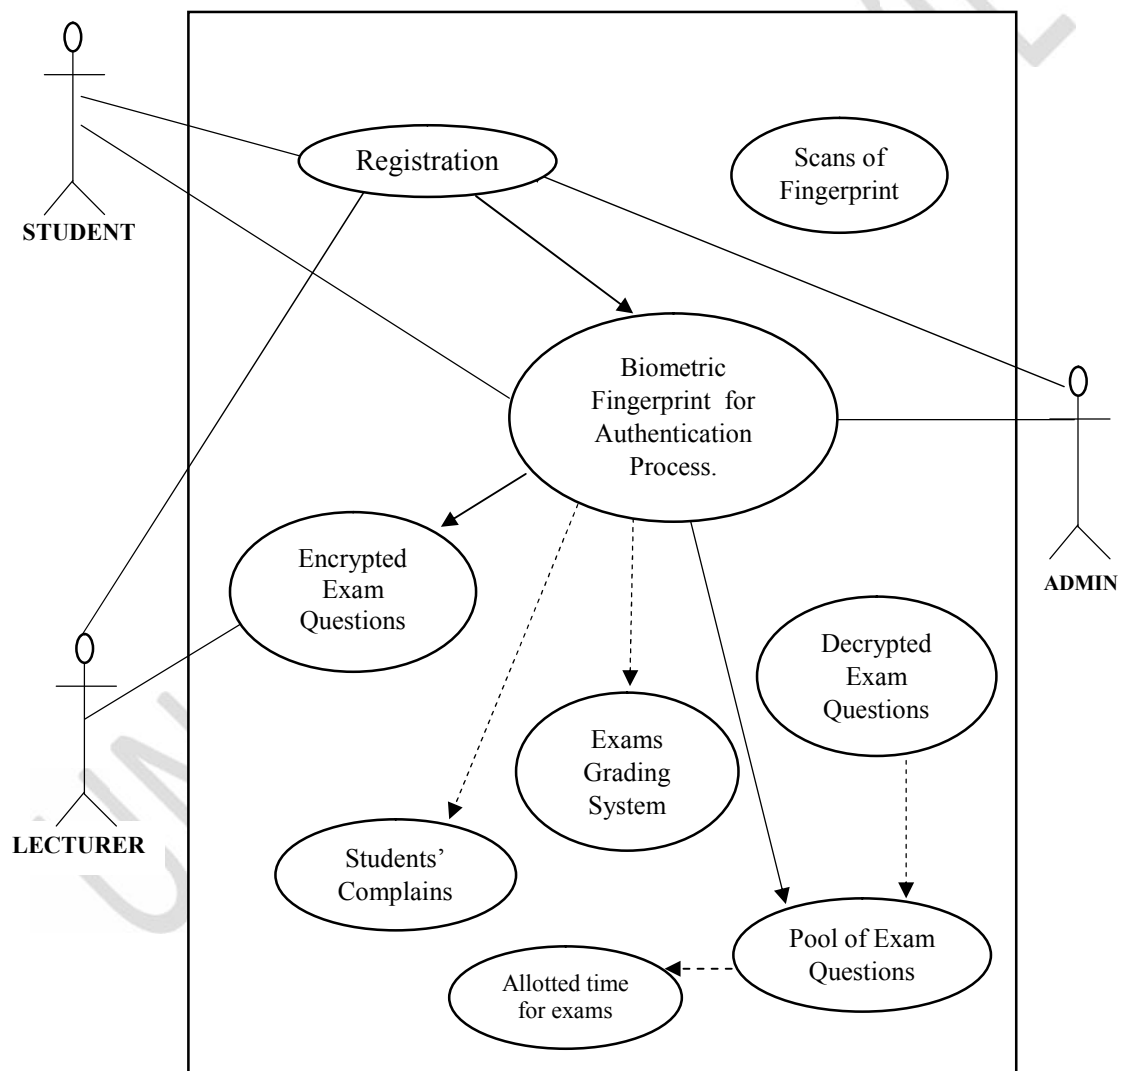 STUDENT
Registration
Scans of
Fingerprint
Biometric
Fingerprint for
Authentication
Process.
ADMIN
Encrypted
Exam
Questions
Decrypted
Exam
Questions
LECTURER
Exams
Grading
System
Students’
Complains
Pool of Exam
Questions
Allotted time
for exams